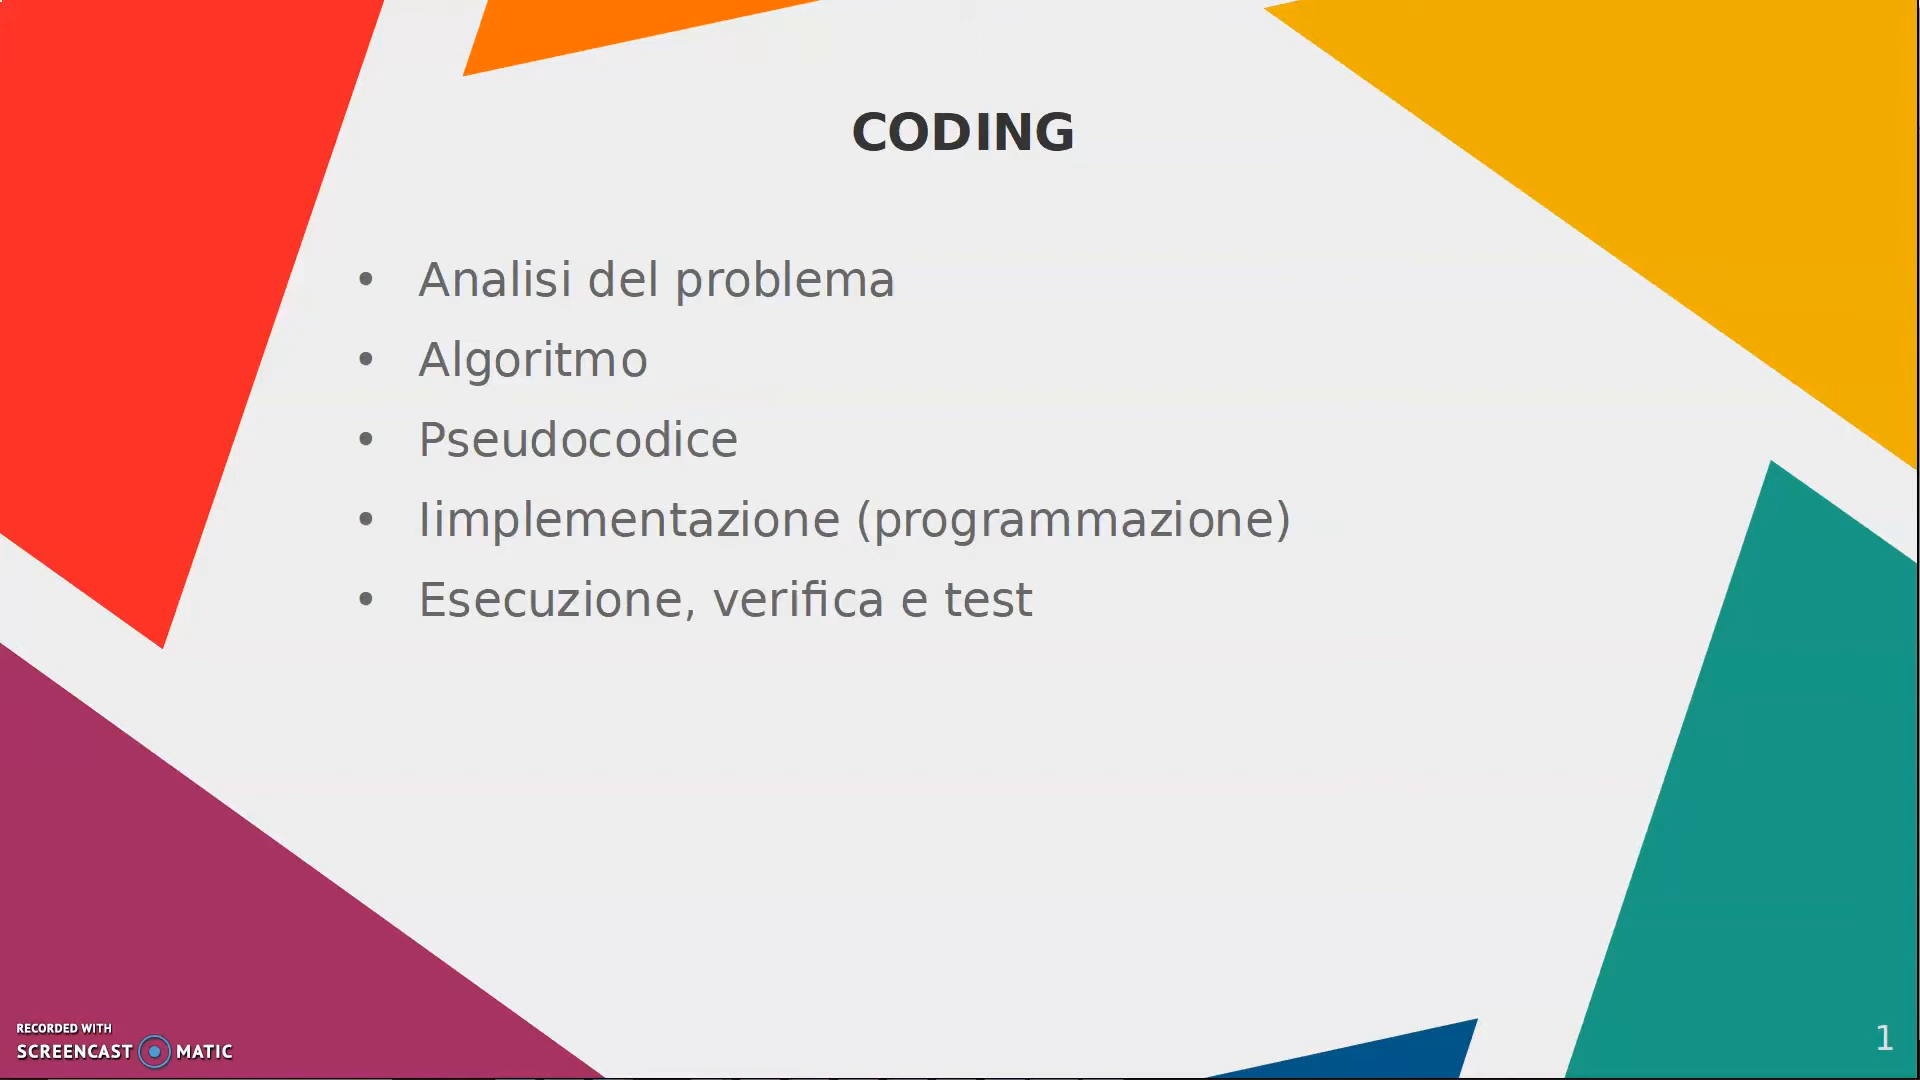 CODING
• Analisi del problema
• Algoritmo
• Pseudocodice
• Iimplementazione (programmazione)
• Esecuzione, verifica e test
RECORDED WITH
SCREENCAST MATIC
1